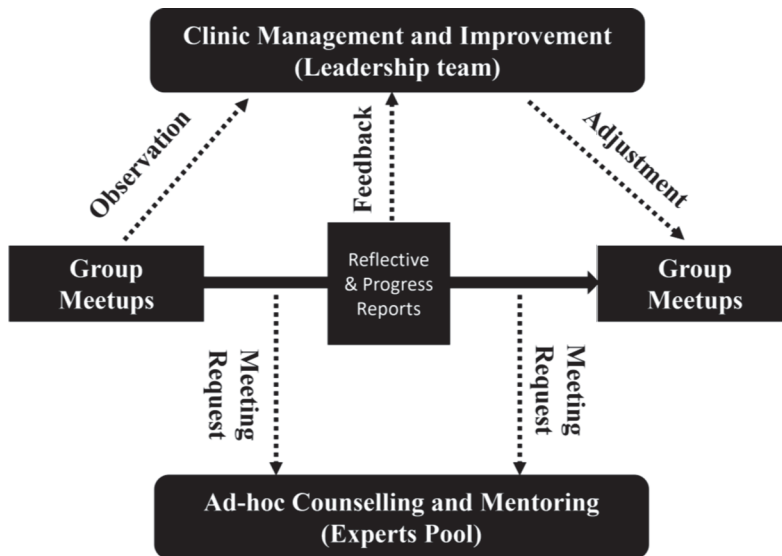 Clinic Management and Improvement
(Leadership team)
Observation
Feedback
Adjustment
Group
Meetups
Reflective
& Progress
Reports
Group
Meetups
Meeting
Request
Meeting
Request
Ad-hoc Counselling and Mentoring
(Experts Pool)